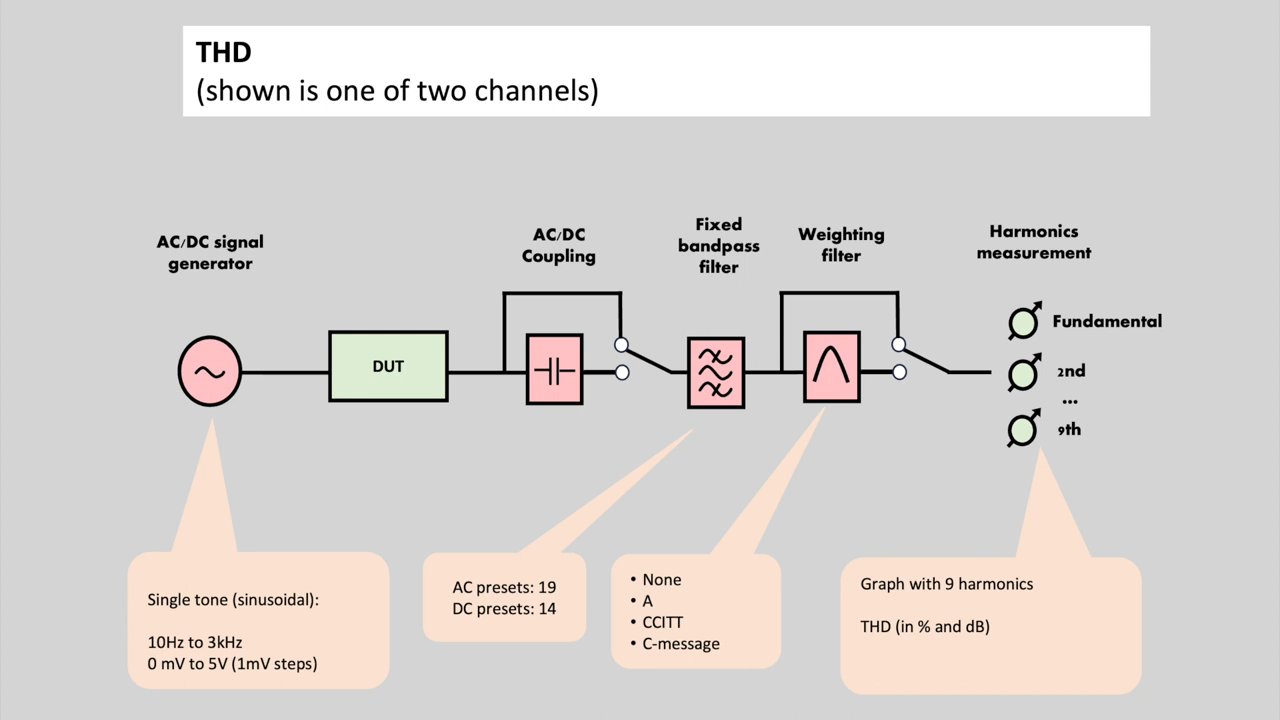 THD
(shown is one of two channels)
AC/DC signal
generator
AC/DC
Coupling
Fixed
bandpass
filter
Weighting
filter
Harmonics
measurement
DUT
Fundamental
2nd
...
9th
Single tone (sinusoidal):
10Hz to 3kHz
0 mV to 5V (1mV steps)
AC presets: 19
DC presets: 14
• None
• A
• CCITT
• C-message
Graph with 9 harmonics
THD (in % and dB)